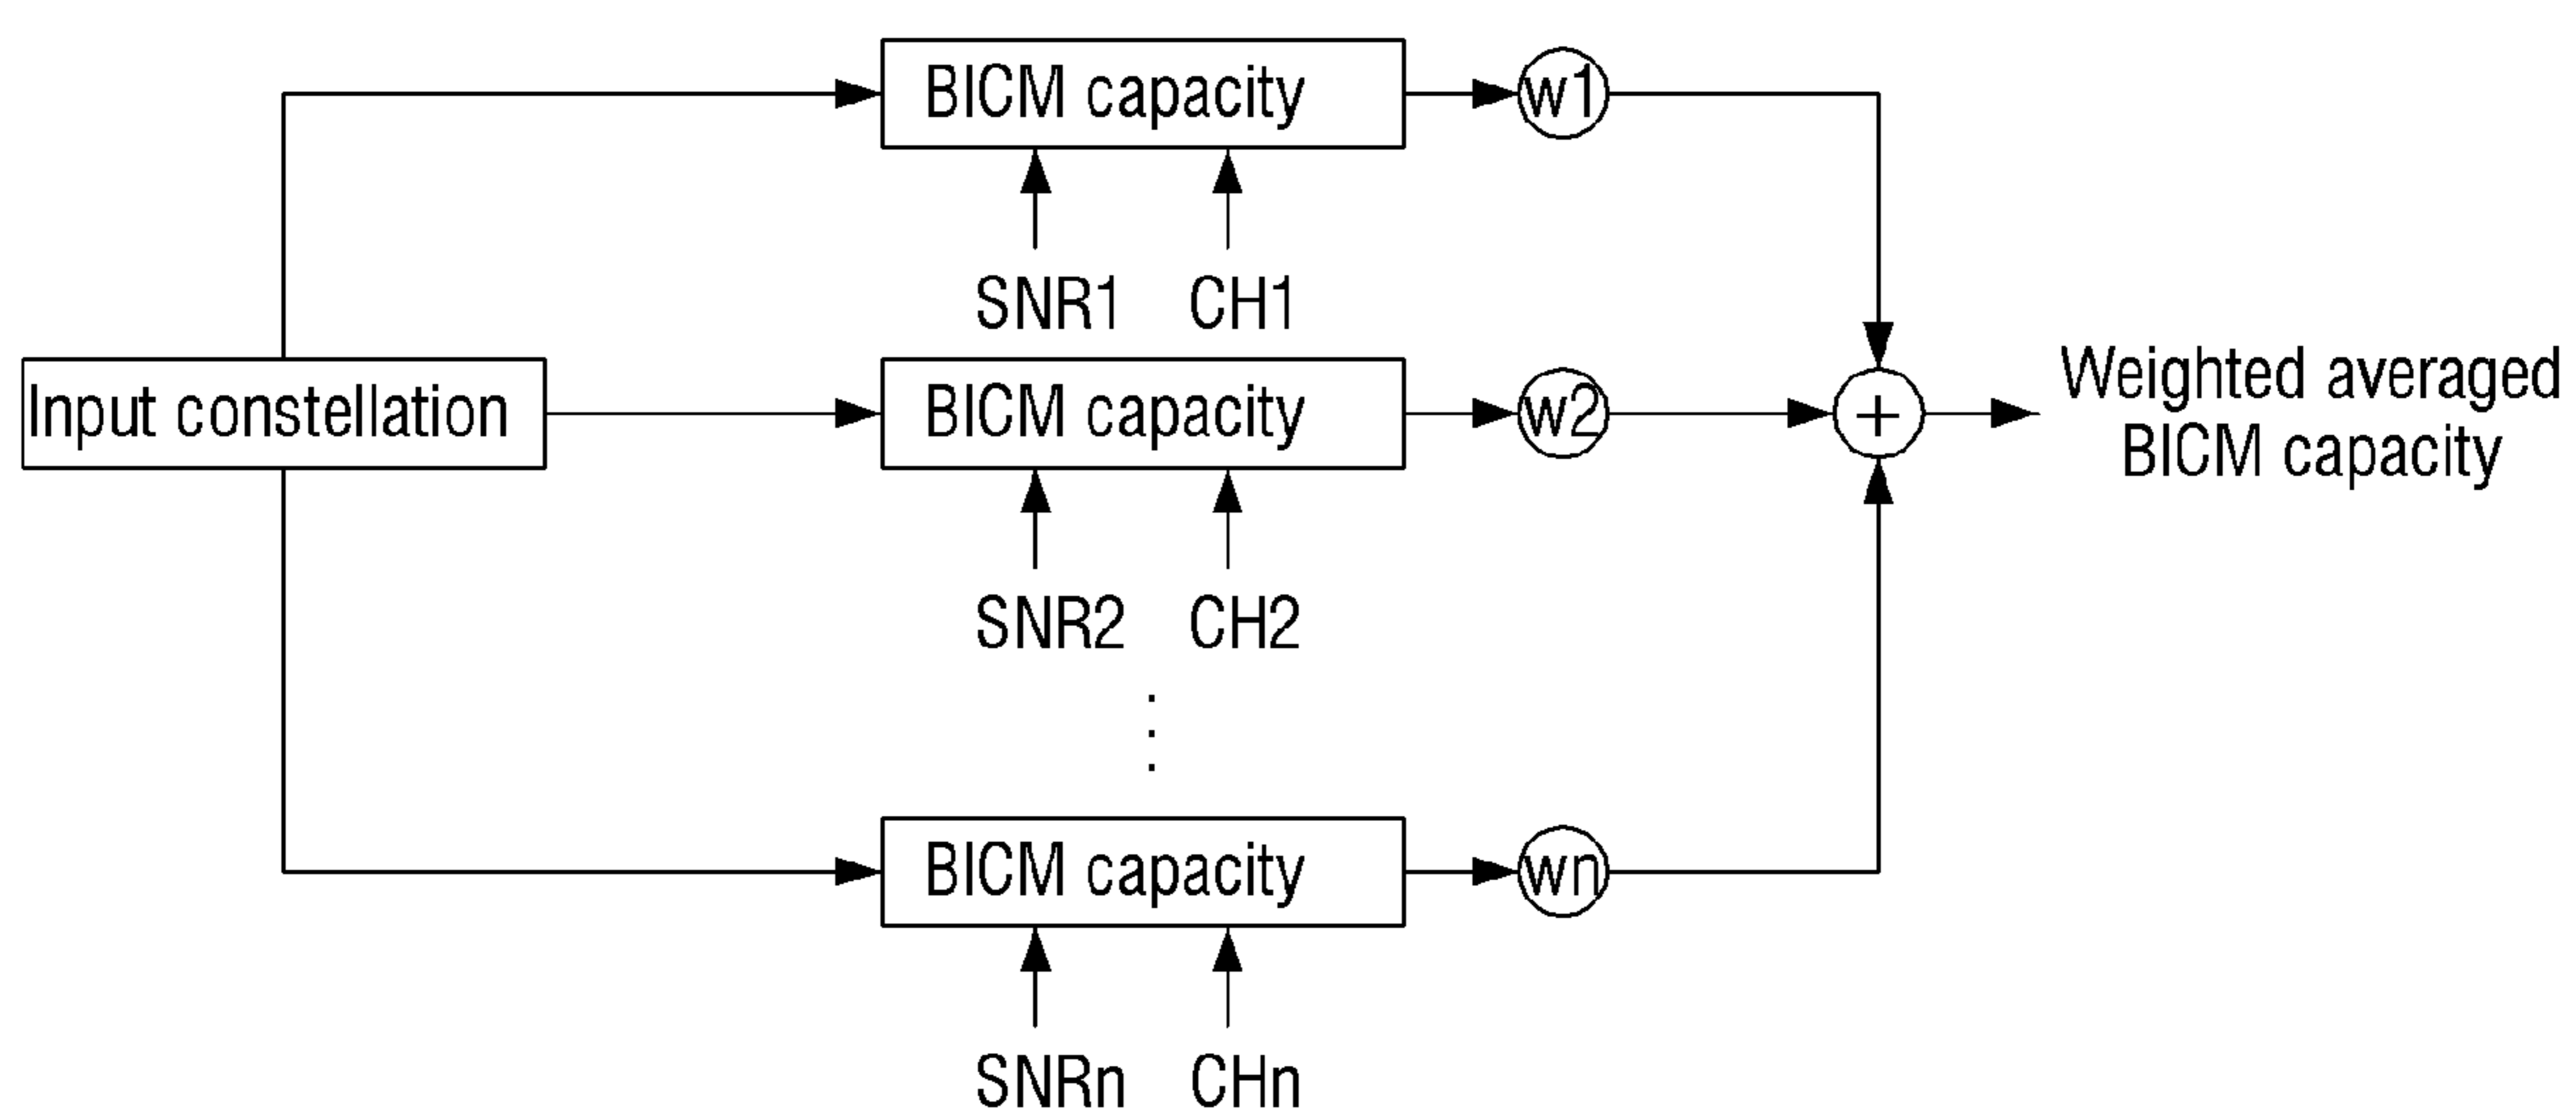 BICM capacity
w1
SNR1 CH1
Input constellation
BICM capacity
w2
+
Weighted averaged
BICM capacity
SNR2 CH2
BICM capacity
wn
SNRn CHn